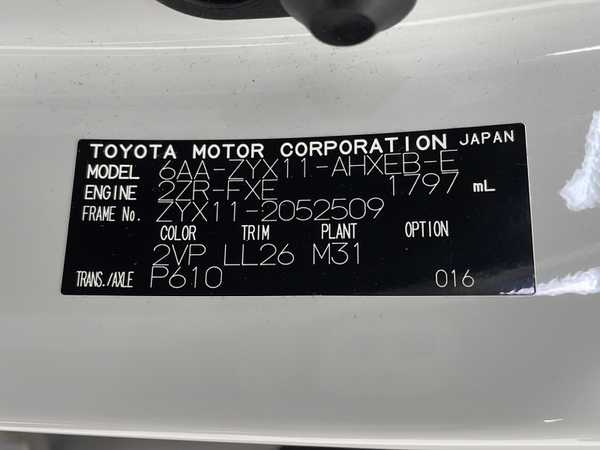 TOYOTA MOTOR CORPORATION JAPAN
MODEL 6AA-ZYX11-AHXEB-E
ENGINE 2ZR-FXE 1797 mL
FRAME No. ZYX11-2052509
COLOR TRIM PLANT OPTION
2VP LL26 M31
TRANS./AXLE P610 016